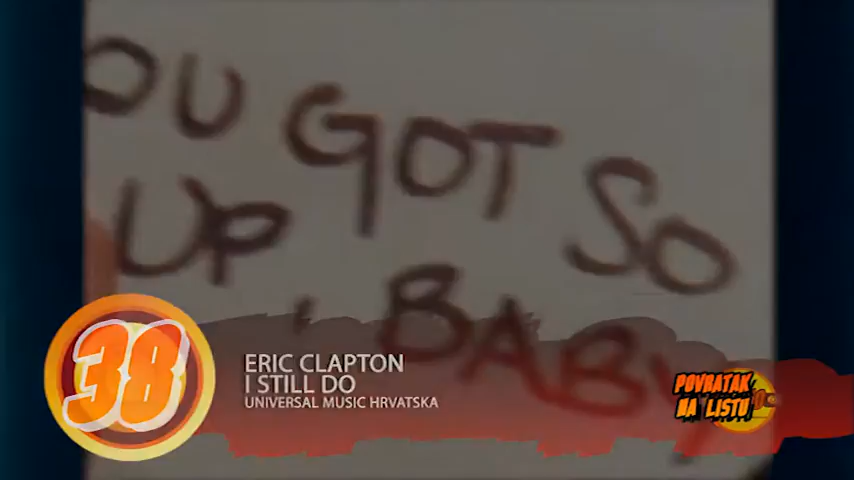 OU GOT SO
UP, BABY
38
ERIC CLAPTON
I STILL DO
UNIVERSAL MUSIC HRVATSKA
POVRATAK
NA LISTU